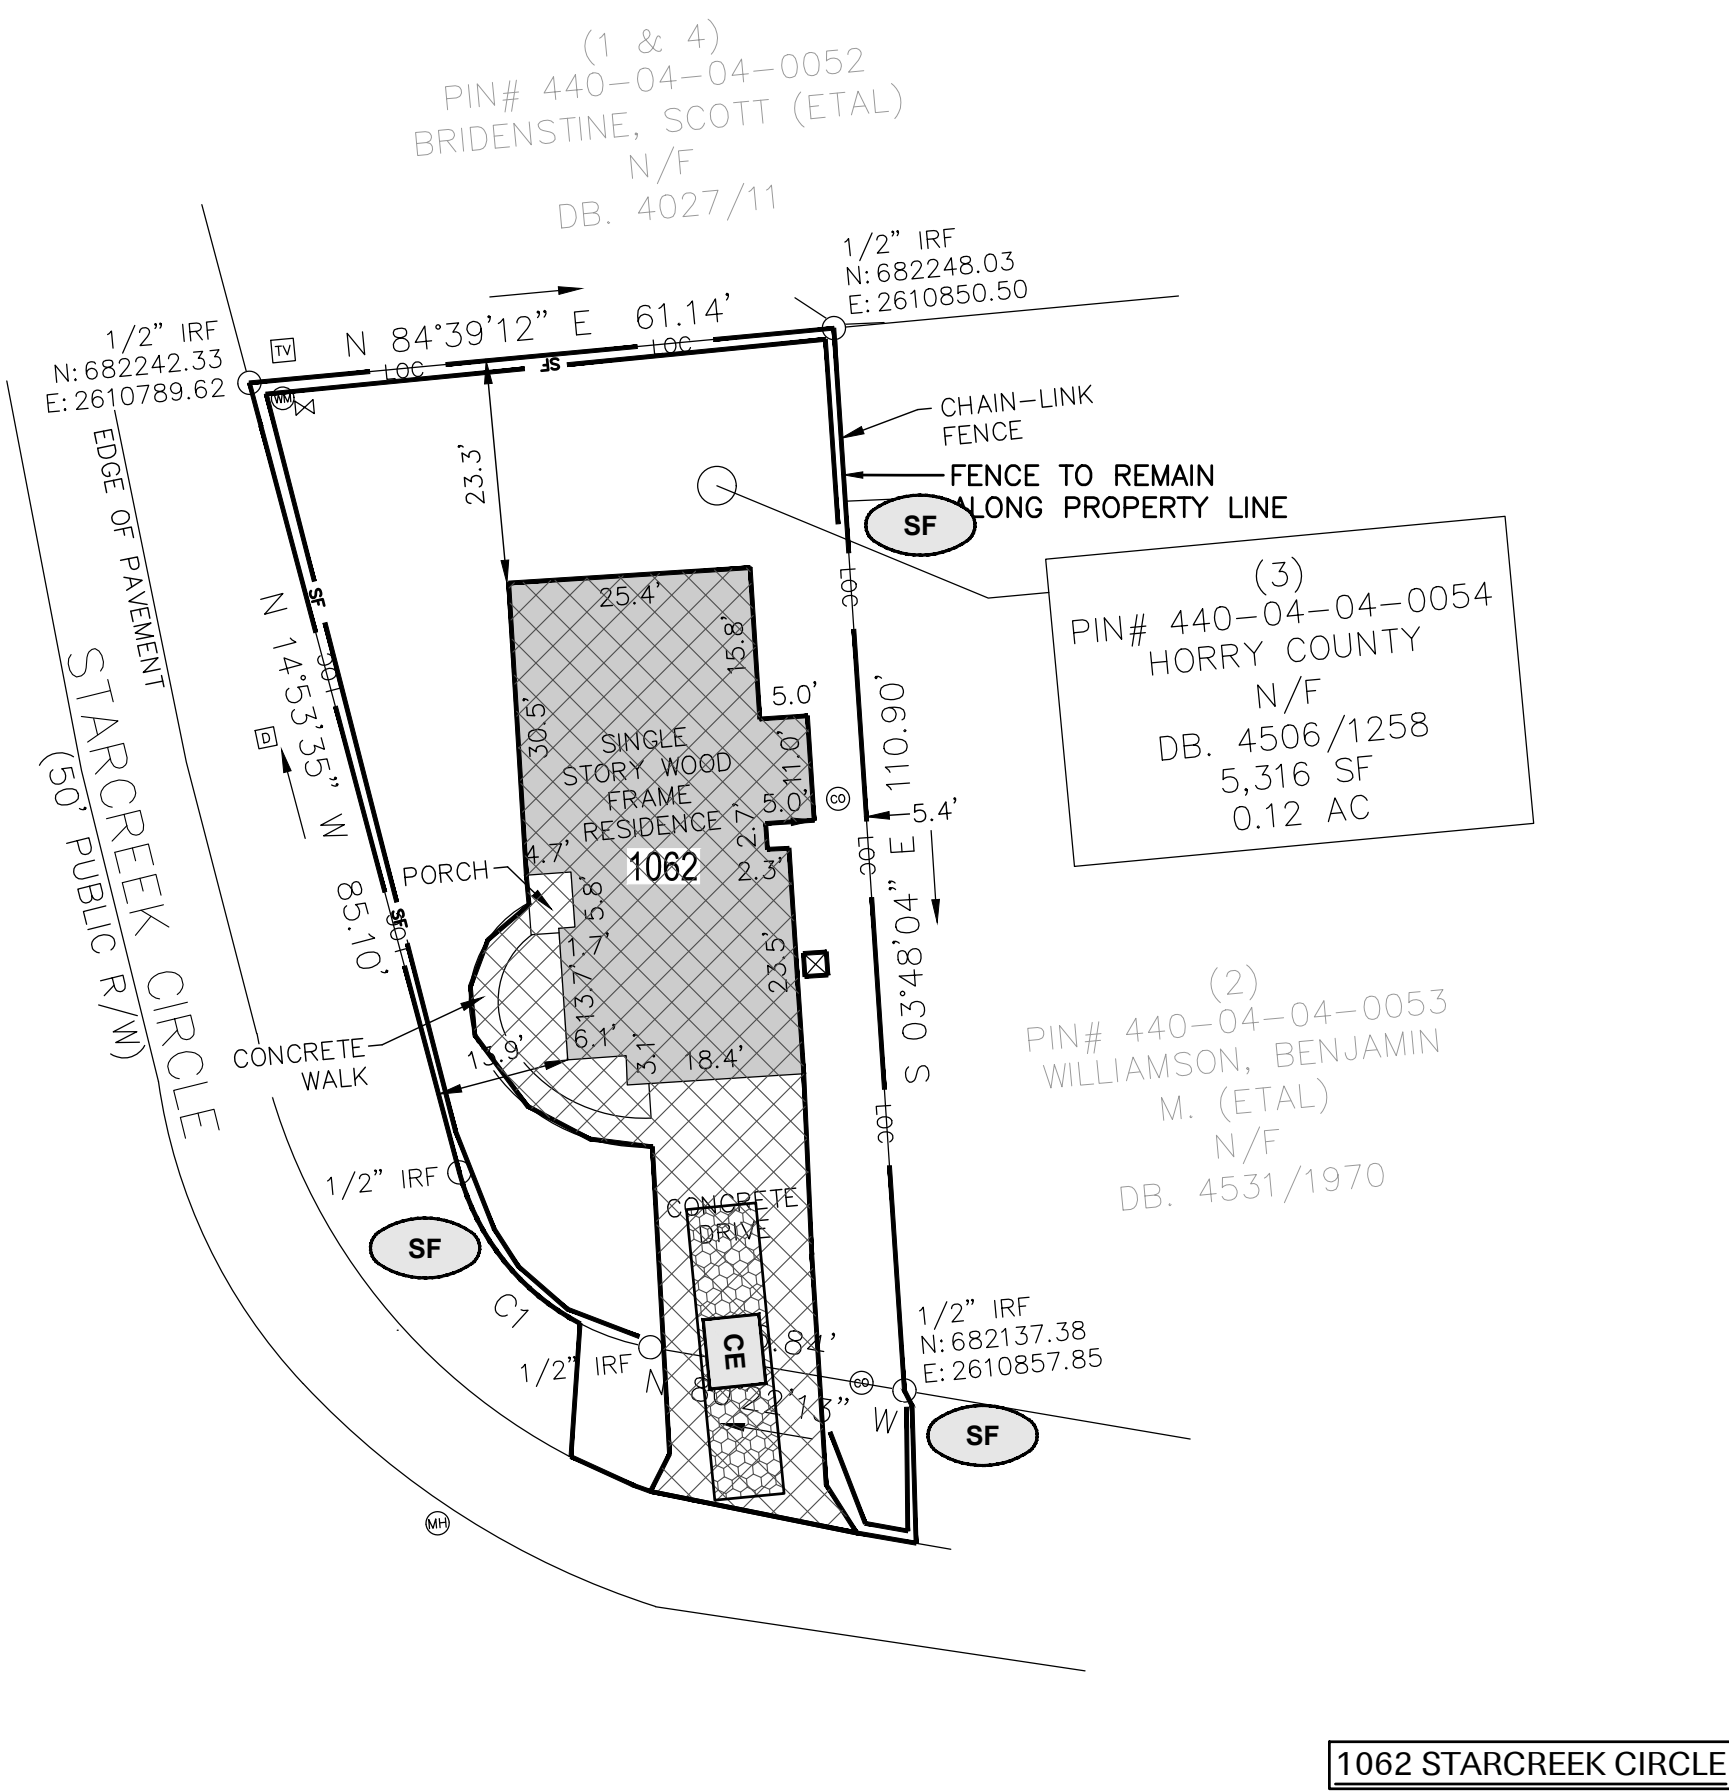 (1 & 4)
PIN# 440-04-04-0052
BRIDENSTINE, SCOTT (ETAL)
N/F
DB. 4027/11
1/2” IRF
N:682248.03
E:2610850.50
1/2” IRF
N:682242.33
E:2610789.62
TV
N 84°39'12” E 61.14'
LOC
LOC
SF
WM
CHAIN-LINK
FENCE
FENCE TO REMAIN
ALONG PROPERTY LINE
SF
23.3'
EDGE OF PAVEMENT
STARCREEK CIRCLE
(50' PUBLIC R/W)
N 14°53'35” W 85.10'
SF
LOC
D
SF
LOC
25.4'
15.8'
30.5'
5.0'
11.0'
SINGLE
STORY WOOD
FRAME
RESIDENCE
1062
5.0'
2.7'
2.3'
CO
5.4'
LOC
LOC
LOC
S 03°48'04” E 110.90'
(3)
PIN# 440-04-04-0054
HORRY COUNTY
N/F
DB. 4506/1258
5,316 SF
0.12 AC
PORCH
4.7'
5.8'
1.7'
13.7'
6.1'
3.1'
18.4'
23.5'
13.9'
CONCRETE
WALK
(2)
PIN# 440-04-04-0053
WILLIAMSON, BENJAMIN
M. (ETAL)
N/F
DB. 4531/1970
1/2” IRF
SF
C1
CONCRETE
DRIVE
CE
1/2” IRF
N
22'13” W
CO
1/2” IRF
N:682137.38
E:2610857.85
SF
MH
1062 STARCREEK CIRCLE